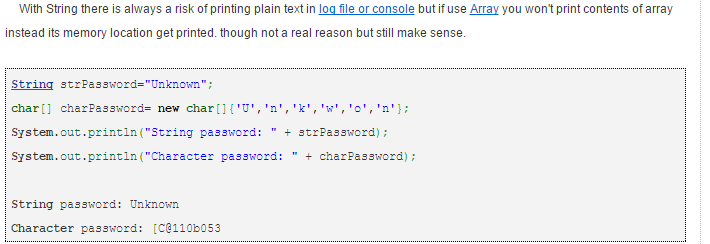 With String there is always a risk of printing plain text in log file or console but if use Array you won't print contents of array
instead its memory location get printed. though not a real reason but still make sense.
String strPassword="Unknown";
char[] charPassword= new char[]{'U','n','k','w','o','n'};
System.out.println("String password: " + strPassword);
System.out.println("Character password: " + charPassword);
String password: Unknown
Character password: [C@110b053